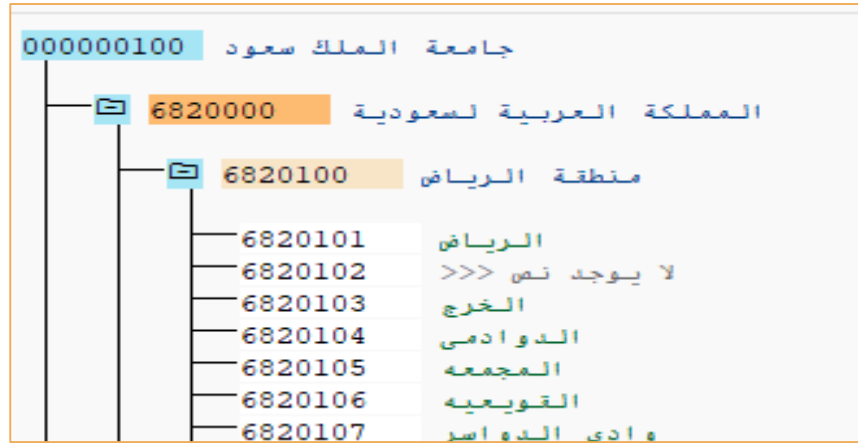 000000100 جامعة الملك سعود
6820000 المملكة العربية لسعودية
6820100 منطقة الرياض
6820101 الرياض
6820102 لا يوجد نص <<<
6820103 الخرج
6820104 الدوادمى
6820105 المجمعه
6820106 القويعيه
6820107 وادى الدواسر